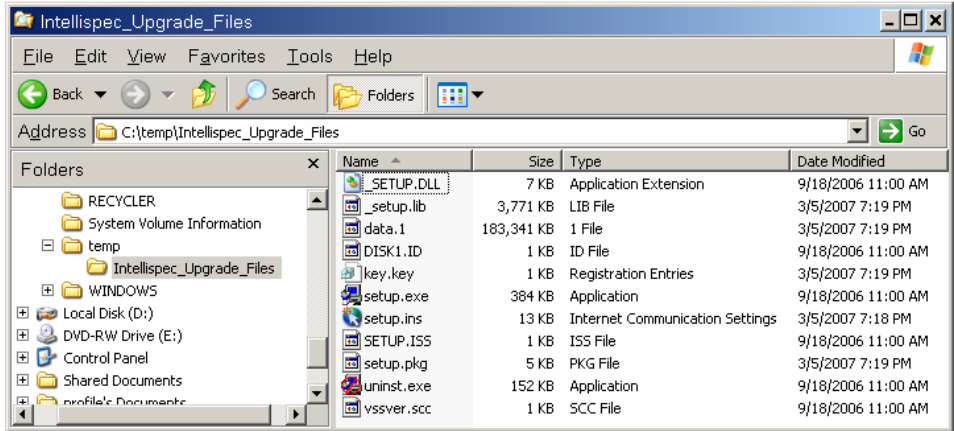 Intellispec_Upgrade_Files
File Edit View Favorites Tools Help
Back Search Folders
Address C:\temp\Intellispec_Upgrade_Files Go
Folders
RECYCLER
System Volume Information
temp
Intellispec_Upgrade_Files
WINDOWS
Local Disk (D:)
DVD-RW Drive (E:)
Control Panel
Shared Documents
profile's Documents
Name Size Type Date Modified
_SETUP.DLL 7 KB Application Extension 9/18/2006 11:00 AM
_setup.lib 3,771 KB LIB File 3/5/2007 7:19 PM
data.1 183,341 KB 1 File 3/5/2007 7:19 PM
DISK1.ID 1 KB ID File 9/18/2006 11:00 AM
key.key 1 KB Registration Entries 3/5/2007 7:19 PM
setup.exe 384 KB Application 9/18/2006 11:00 AM
setup.ins 13 KB Internet Communication Settings 3/5/2007 7:18 PM
SETUP.ISS 1 KB ISS File 9/18/2006 11:00 AM
setup.pkg 5 KB PKG File 3/5/2007 7:19 PM
uninst.exe 152 KB Application 9/18/2006 11:00 AM
vssver.scc 1 KB SCC File 9/18/2006 11:00 AM